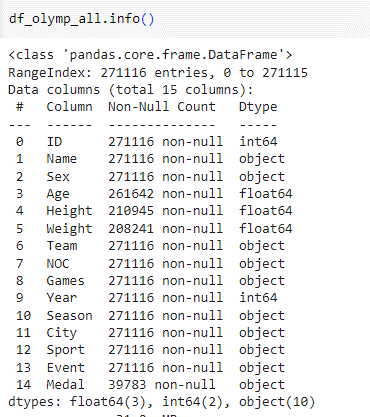 df_olymp_all.info()
<class 'pandas.core.frame.DataFrame'>
RangeIndex: 271116 entries, 0 to 271115
Data columns (total 15 columns):
 #   Column  Non-Null Count   Dtype
---  ------  --------------   -----
 0   ID      271116 non-null  int64
 1   Name    271116 non-null  object
 2   Sex     271116 non-null  object
 3   Age     261642 non-null  float64
 4   Height  210945 non-null  float64
 5   Weight  208241 non-null  float64
 6   Team    271116 non-null  object
 7   NOC     271116 non-null  object
 8   Games   271116 non-null  object
 9   Year    271116 non-null  int64
 10  Season  271116 non-null  object
 11  City    271116 non-null  object
 12  Sport   271116 non-null  object
 13  Event   271116 non-null  object
 14  Medal   39783 non-null   object
dtypes: float64(3), int64(2), object(10)